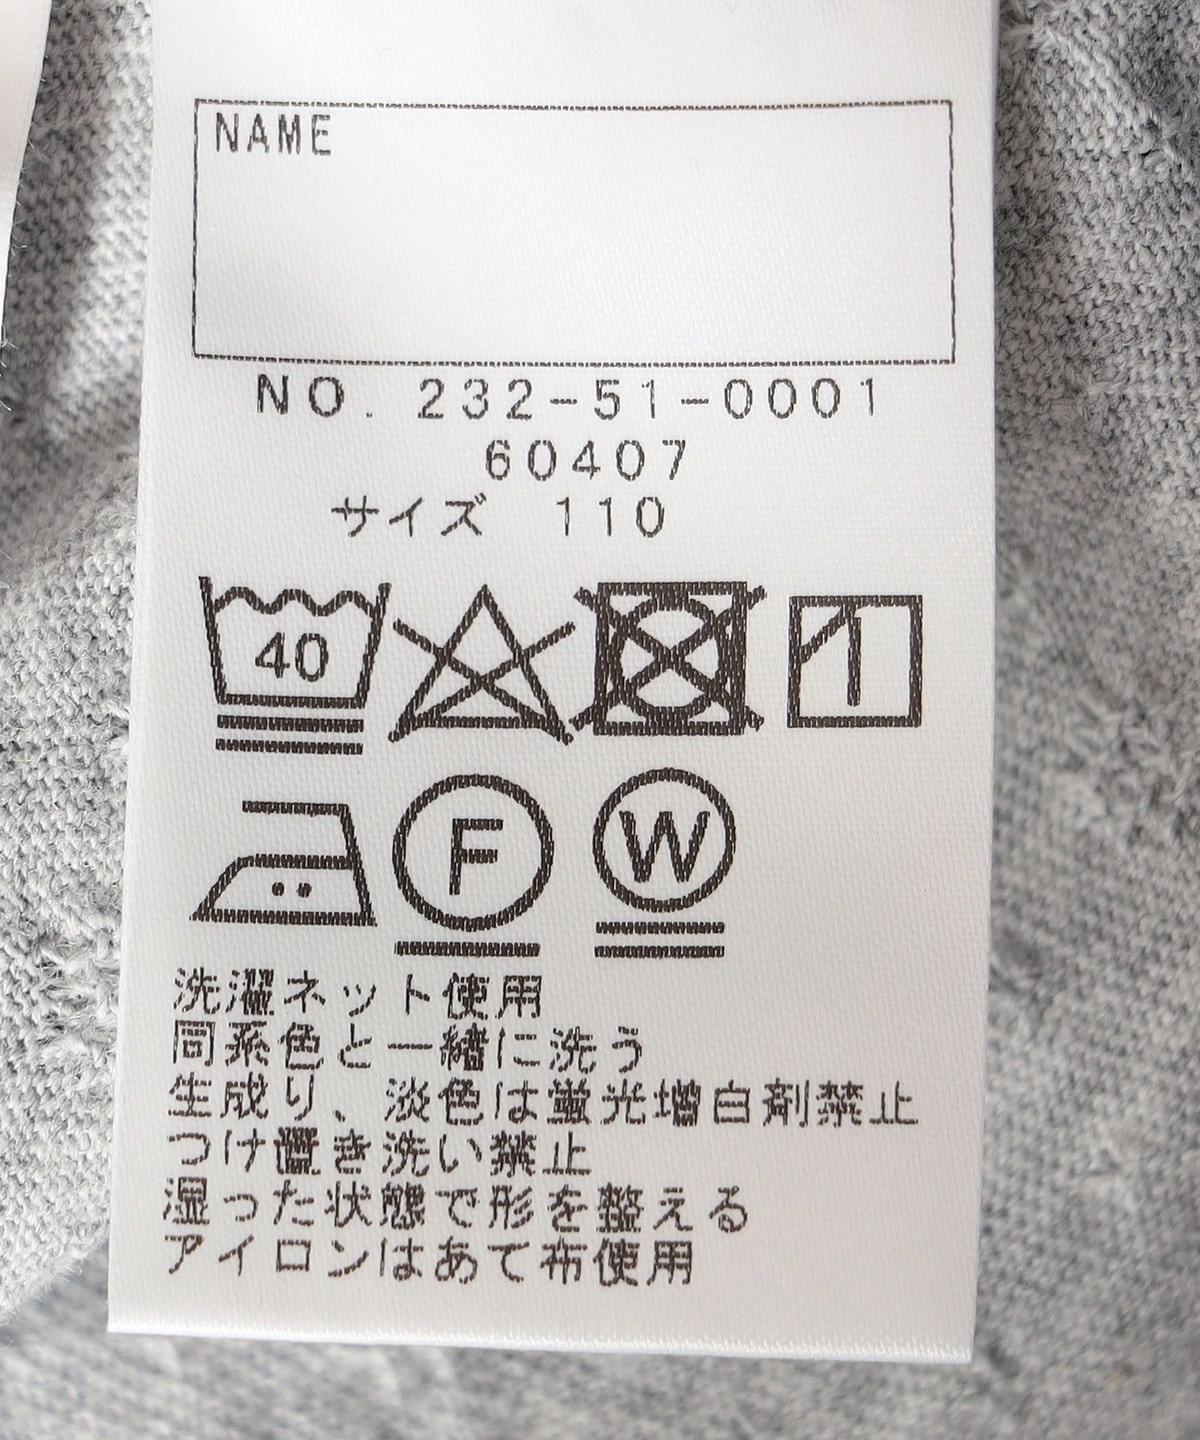 NAME
NO. 232-51-0001
60407
サイズ 110
40
F
W
洗濯ネット使用
同系色と一緒に洗う
生成り、淡色は蛍光増白剤禁止
つけ置き洗い禁止
湿った状態で形を整える
アイロンはあて布使用